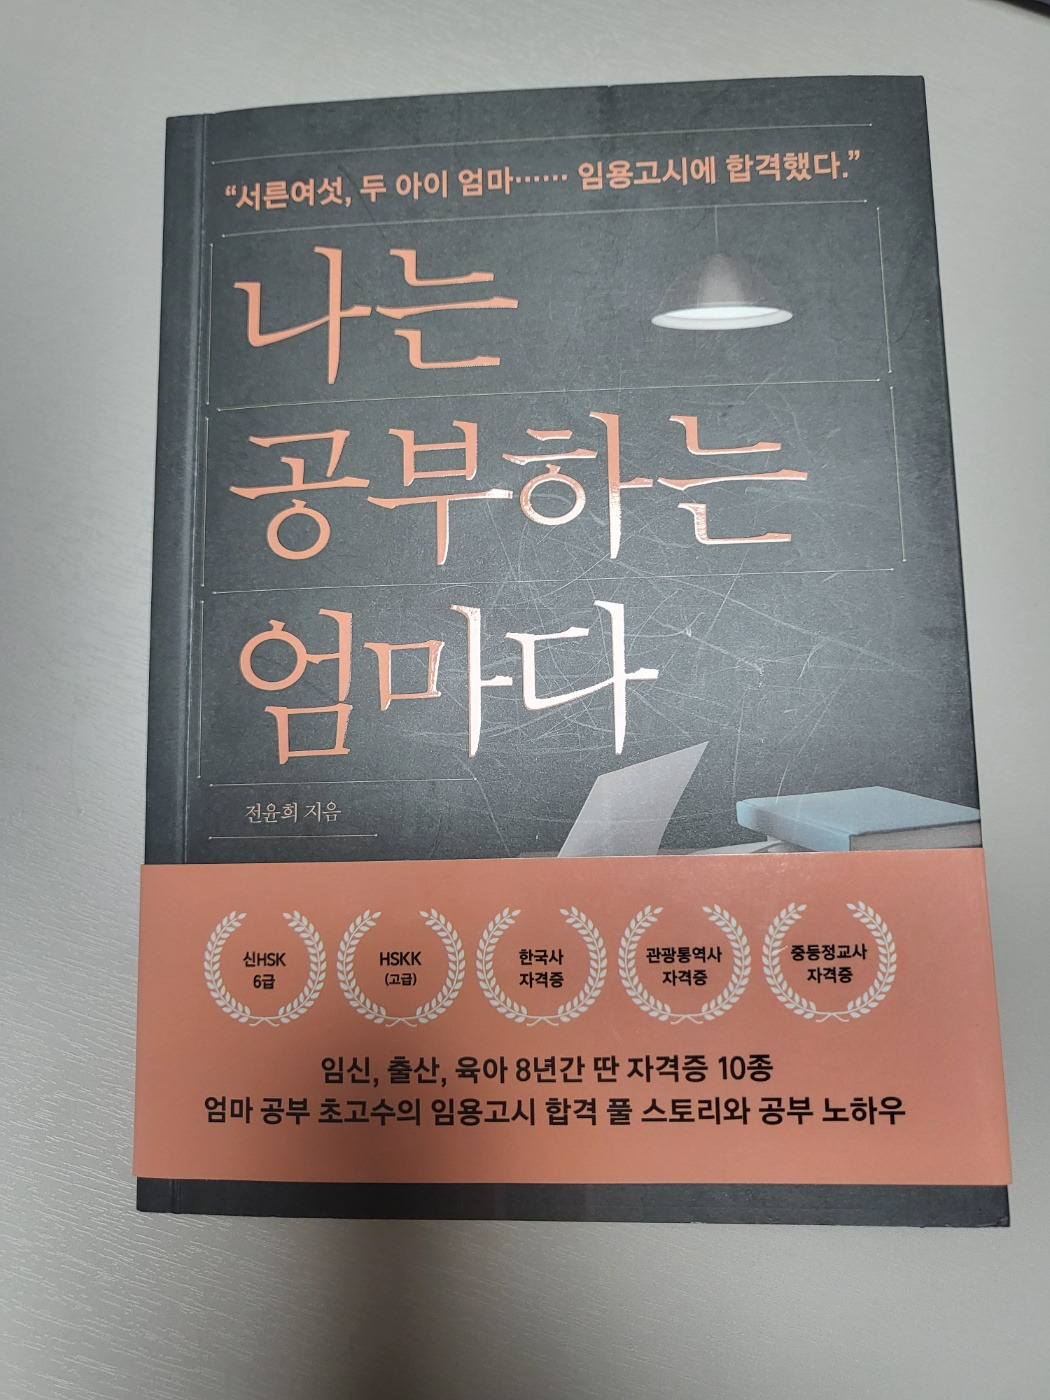 “서른여섯, 두 아이 엄마…… 임용고시에 합격했다.”
나는
공부하는
엄마다
전윤희 지음
신HSK
6급
HSKK
(고급)
한국사
자격증
관광통역사
자격증
중등정교사
자격증
임신, 출산, 육아 8년간 딴 자격증 10종
엄마 공부 초고수의 임용고시 합격 풀 스토리와 공부 노하우